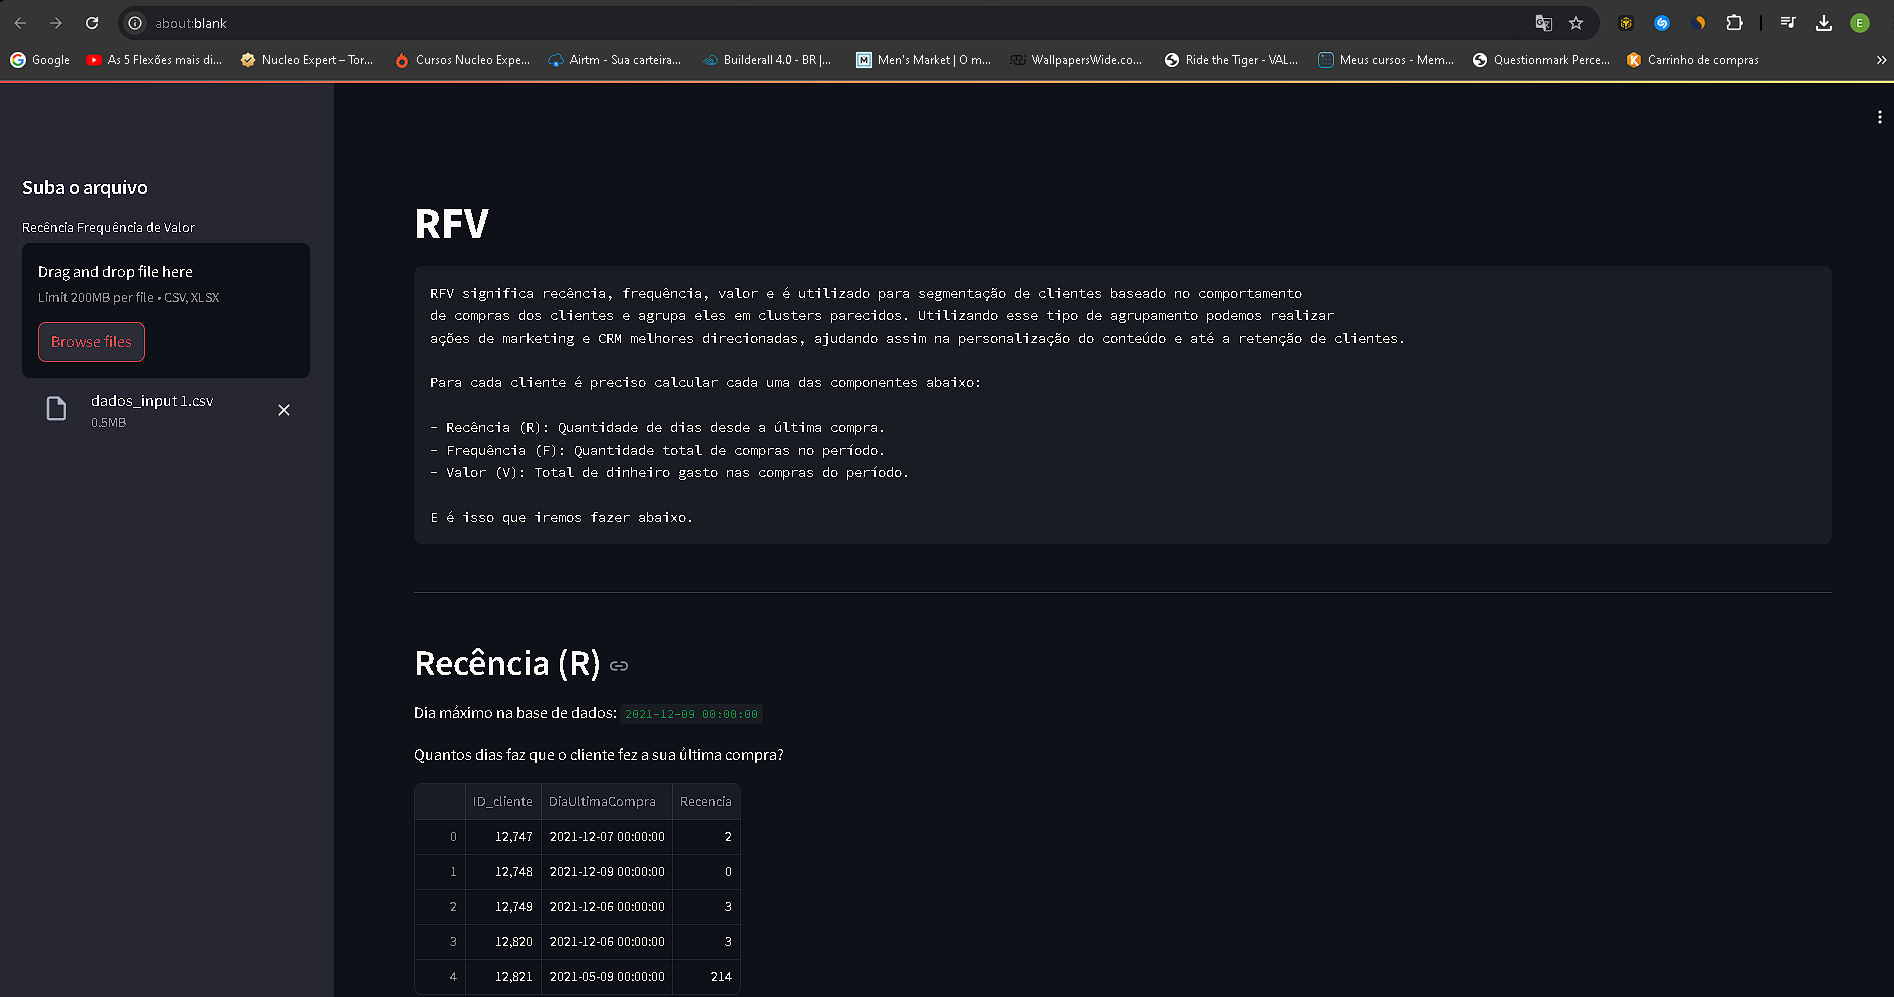 about:blank
E
Google
As 5 Flexões mais di...
Nucleo Expert – Tor...
Cursos Nucleo Expe...
Airtm - Sua carteira...
Builderall 4.0 - BR |...
M
Men's Market | O m...
WallpapersWide.co...
Ride the Tiger - VAL...
Meus cursos - Mem...
Questionmark Perce...
Carrinho de compras
Suba o arquivo
Recência Frequência de Valor
Drag and drop file here
Limit 200MB per file • CSV, XLSX
Browse files
dados_input 1.csv
0.5MB
RFV
RFV significa recência, frequência, valor e é utilizado para segmentação de clientes baseado no comportamento
de compras dos clientes e agrupa eles em clusters parecidos. Utilizando esse tipo de agrupamento podemos realizar
ações de marketing e CRM melhores direcionadas, ajudando assim na personalização do conteúdo e até a retenção de clientes.
Para cada cliente é preciso calcular cada uma das componentes abaixo:
- Recência (R): Quantidade de dias desde a última compra.
- Frequência (F): Quantidade total de compras no período.
- Valor (V): Total de dinheiro gasto nas compras do período.
E é isso que iremos fazer abaixo.
Recência (R)
Dia máximo na base de dados: 2021-12-09 00:00:00
Quantos dias faz que o cliente fez a sua última compra?
ID_cliente DiaUltimaCompra Recencia
0 12,747 2021-12-07 00:00:00 2
1 12,748 2021-12-09 00:00:00 0
2 12,749 2021-12-06 00:00:00 3
3 12,820 2021-12-06 00:00:00 3
4 12,821 2021-05-09 00:00:00 214